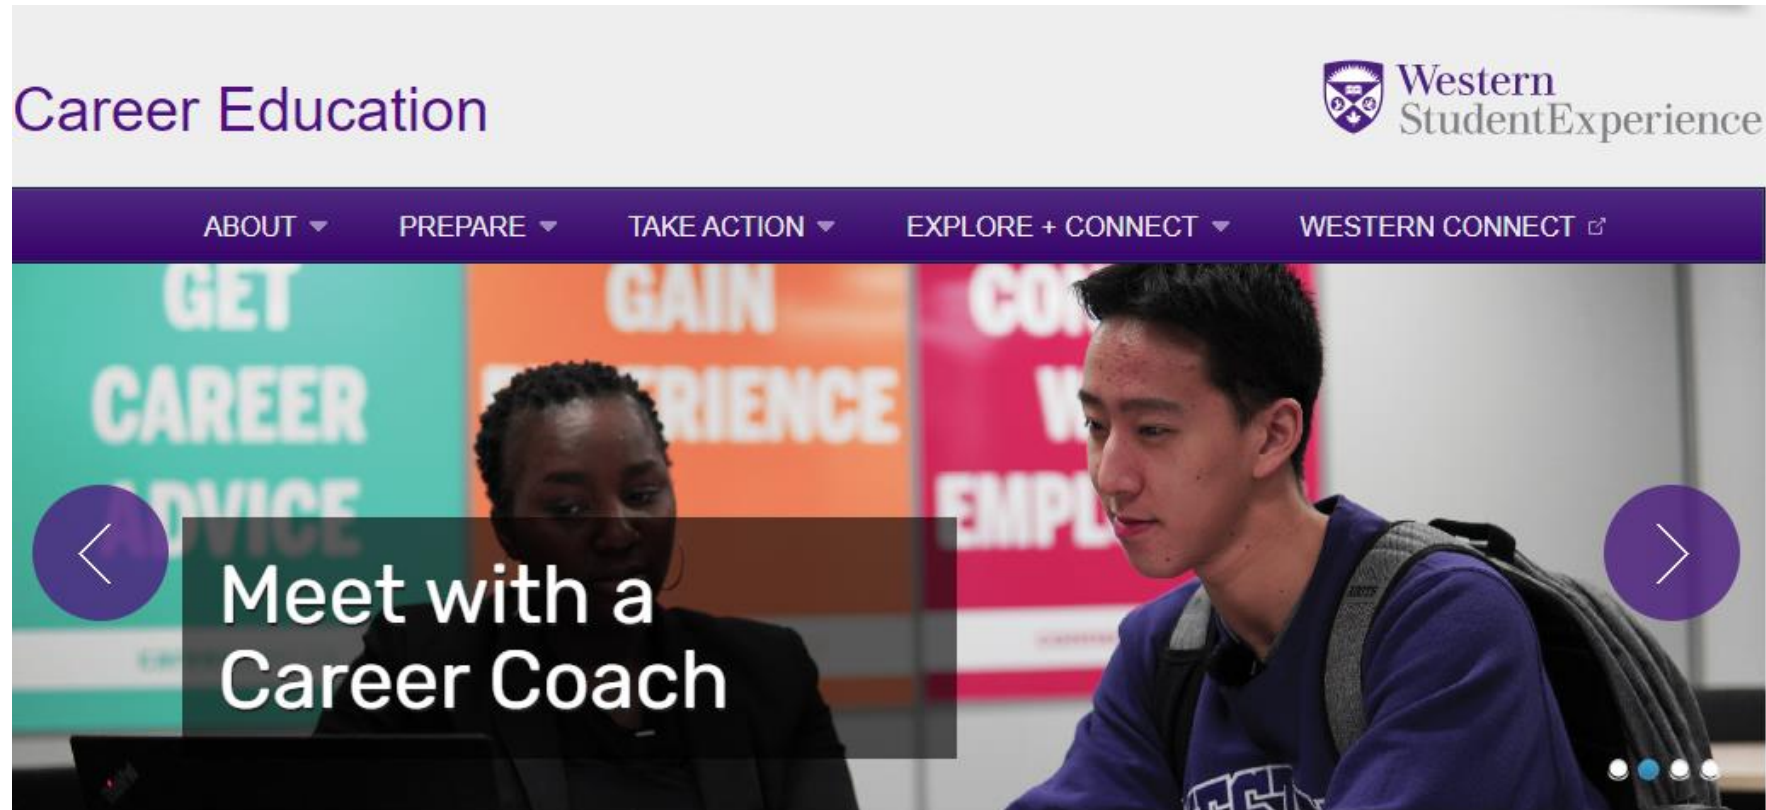 Career Education
Western
StudentExperience
ABOUT
PREPARE
TAKE ACTION
EXPLORE + CONNECT
WESTERN CONNECT
GET
CAREER
ADVICE
GAIN
EMPL
Meet with a
Career Coach